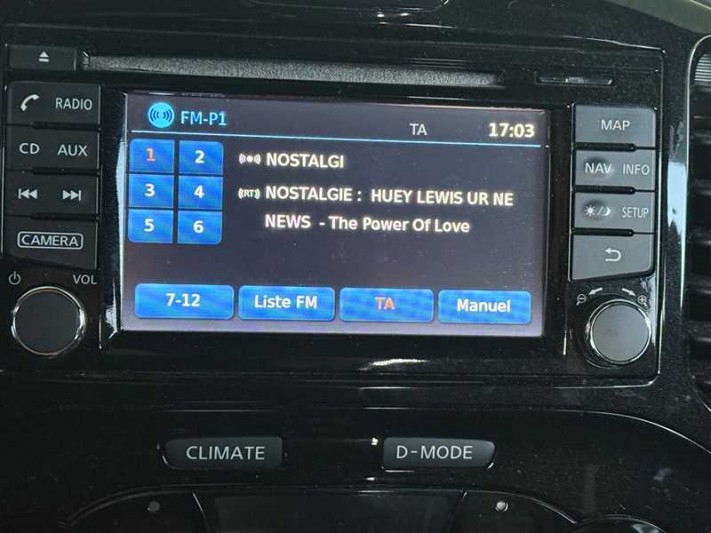 RADIO
CD AUX
CAMERA
VOL
FM-P1
TA 17:03
1 2 NOSTALGI
3 4 (RT) NOSTALGIE : HUEY LEWIS UR NE
5 6 NEWS - The Power Of Love
7-12 Liste FM TA Manuel
MAP
NAV INFO
SETUP
CLIMATE D-MODE